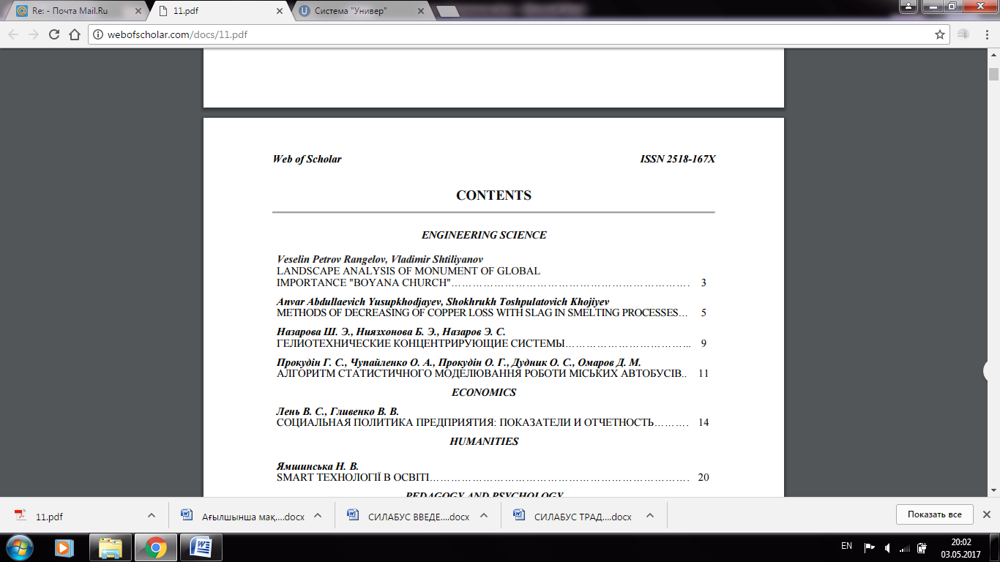 Re: - Почта Mail.Ru
11.pdf
Система "Универ"
webofscholar.com/docs/11.pdf
Web of Scholar ISSN 2518-167X
CONTENTS
ENGINEERING SCIENCE
Veselin Petrov Rangelov, Vladimir Shtiliyanov
LANDSCAPE ANALYSIS OF MONUMENT OF GLOBAL
IMPORTANCE "BOYANA CHURCH"……………………………………………………………. 3
Anvar Abdullaevich Yusupkhodjayev, Shokhrukh Toshpulatovich Khojiyev
METHODS OF DECREASING OF COPPER LOSS WITH SLAG IN SMELTING PROCESSES… 5
Назарова Ш. Э., Ниязхонова Б. Э., Назаров Э. С.
ГЕЛИОТЕХНИЧЕСКИЕ КОНЦЕНТРИРУЮЩИЕ СИСТЕМЫ……………………………... 9
Прокудін Г. С., Чупайленко О. А., Прокудін О. Г., Дудник О. С., Омаров Д. М.
АЛГОРИТМ СТАТИСТИЧНОГО МОДЕЛЮВАННЯ РОБОТИ МІСЬКИХ АВТОБУСІВ.. 11
ECONOMICS
Лень В. С., Гливенко В. В.
СОЦИАЛЬНАЯ ПОЛИТИКА ПРЕДПРИЯТИЯ: ПОКАЗАТЕЛИ И ОТЧЕТНОСТЬ………. 14
HUMANITIES
Ямшинська Н. В.
SMART ТЕХНОЛОГІЇ В ОСВІТІ………………………………………………………………. 20
PEDAGOGY AND PSYCHOLOGY
11.pdf
Ағылшынша мақ....docx
СИЛАБУС ВВЕДЕ....docx
СИЛАБУС ТРАД....docx
Показать все
EN
20:02
03.05.2017